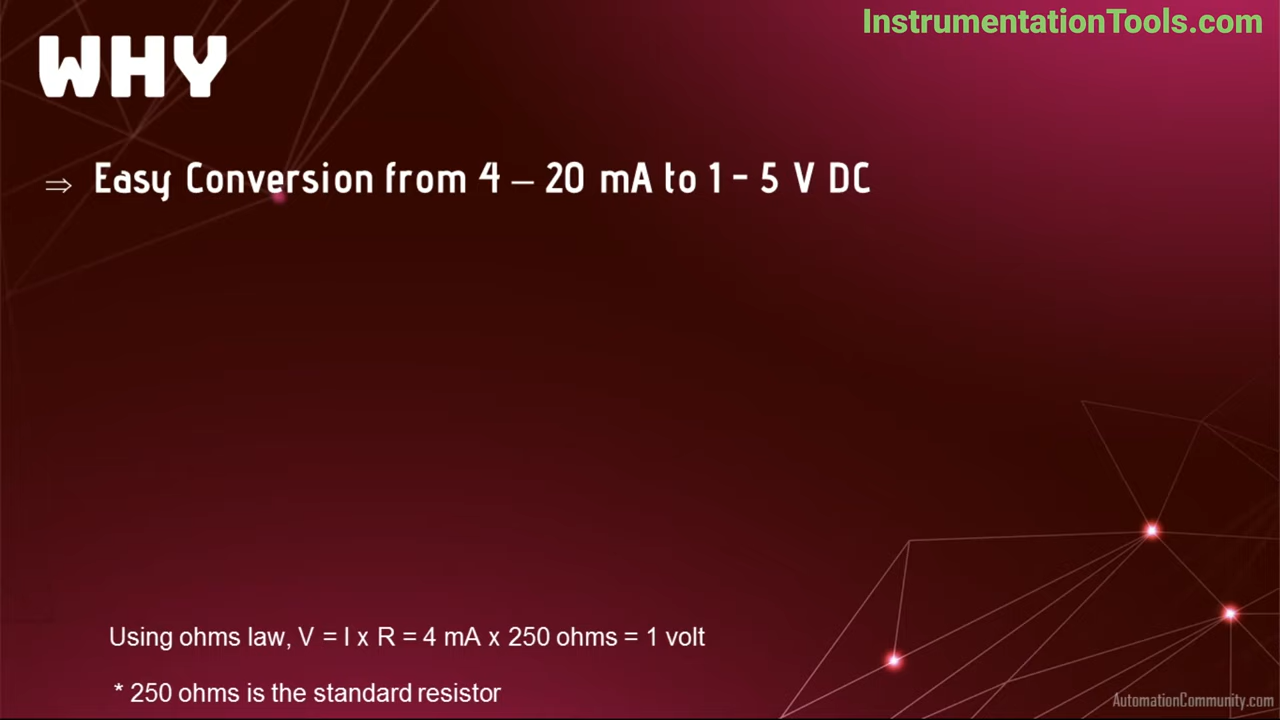 InstrumentationTools.com
WHY
⇒ Easy Conversion from 4 – 20 mA to 1 - 5 V DC
Using ohms law, V = I x R = 4 mA x 250 ohms = 1 volt
* 250 ohms is the standard resistor
AutomationCommunity.com